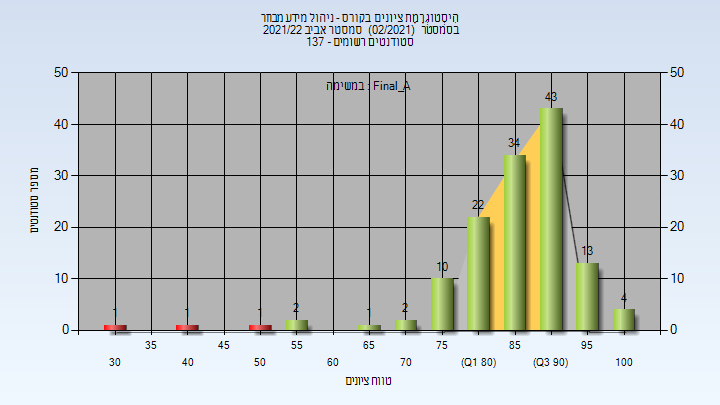 היסטוגרמת ציונים בקורס - ניהול מידע מבחר
בסמסטר (02/2021) סמסטר אביב 2021/22
סטודנטים רשומים - 137
במשימה : Final_A
50 50
40 40
30 30
20 20
10 10
0 0
מספר סטודנטים
1 1 1 2 1 2 10 22 34 43 13 4
35 45 55 65 75 85 95
30 40 50 60 70 (Q1 80) (Q3 90) 100
טווח ציונים